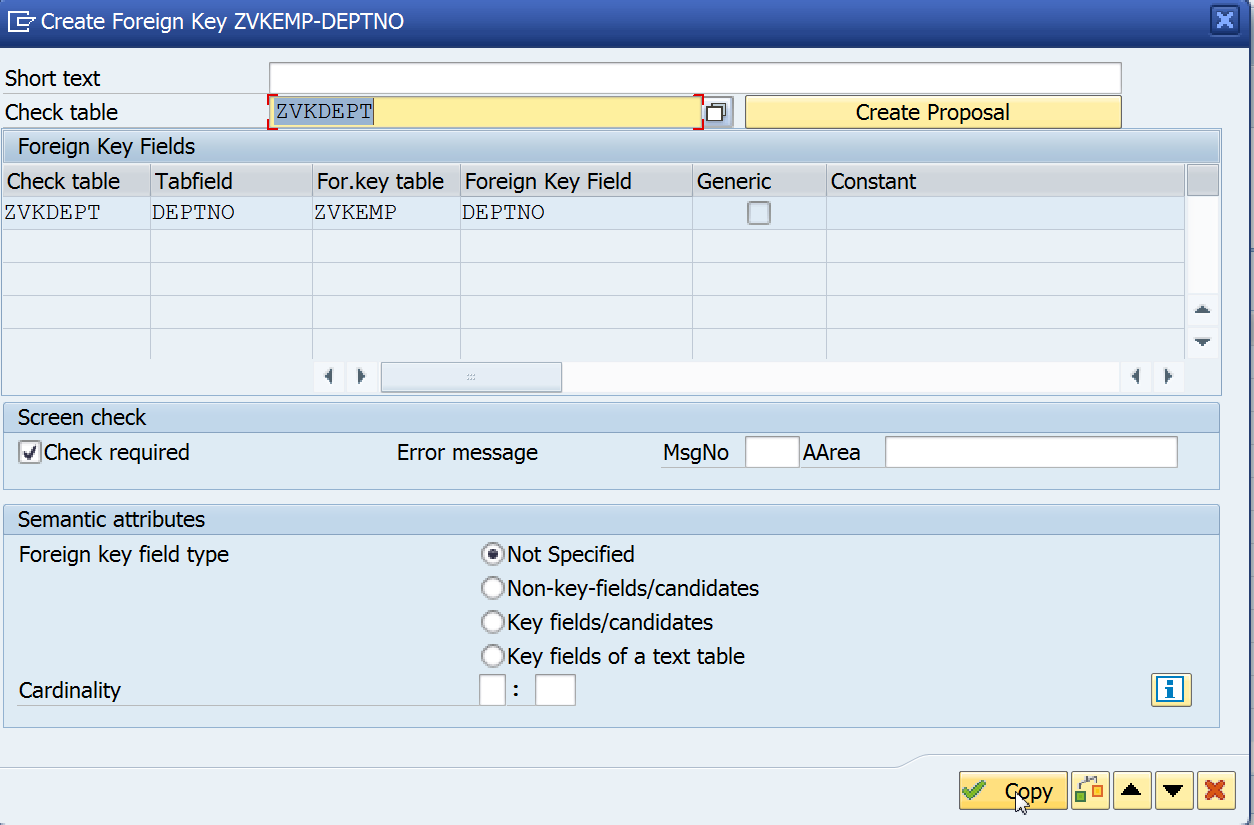 Create Foreign Key ZVKEMP-DEPTNO
Short text
Check table ZVKDEPT Create Proposal
Foreign Key Fields
Check table Tabfield For.key table Foreign Key Field Generic Constant
ZVKDEPT DEPTNO ZVKEMP DEPTNO
Screen check
Check required Error message MsgNo AArea
Semantic attributes
Foreign key field type Not Specified
Non-key-fields/candidates
Key fields/candidates
Key fields of a text table
Cardinality :
Copy